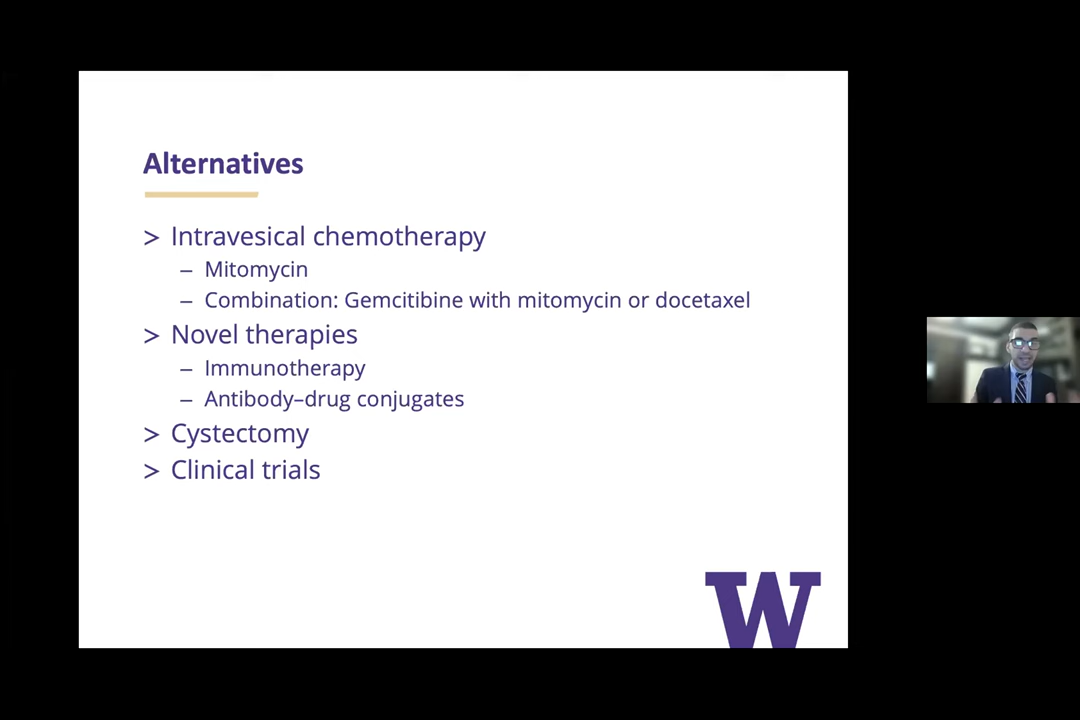 Alternatives
> Intravesical chemotherapy
– Mitomycin
– Combination: Gemcitibine with mitomycin or docetaxel
> Novel therapies
– Immunotherapy
– Antibody–drug conjugates
> Cystectomy
> Clinical trials
W